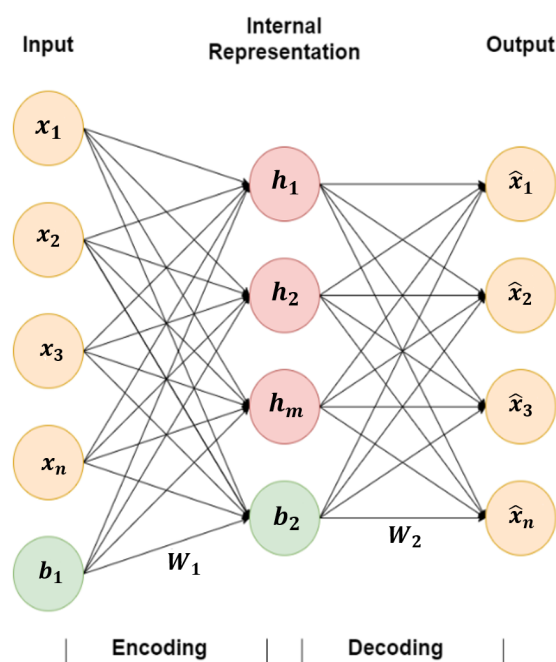 Input
Internal
Representation
Output
x₁
x₂
x₃
xₙ
b₁
h₁
h₂
hₘ
b₂
x̂₁
x̂₂
x̂₃
x̂ₙ
W₁
W₂
Encoding
Decoding